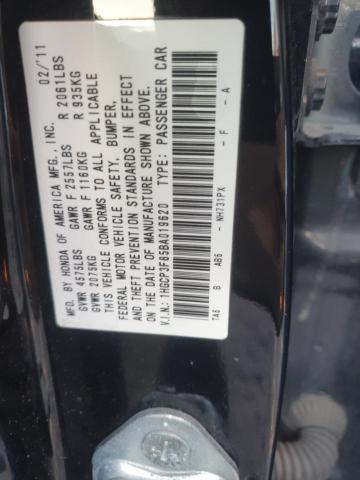 MFD. BY HONDA OF AMERICA MFG., INC. 02/'11
GVWR 4575LBS GAWR F 2557LBS R 2061LBS
GVWR 2075KG GAWR F 1160KG R 935KG
THIS VEHICLE CONFORMS TO ALL APPLICABLE
FEDERAL MOTOR VEHICLE SAFETY, BUMPER,
AND THEFT PREVENTION STANDARDS IN EFFECT
ON THE DATE OF MANUFACTURE SHOWN ABOVE.
V.I.N.: 1HGCP3F85BA019620 TYPE: PASSENGER CAR
TA6 B AB6 - NH731PX - F - A